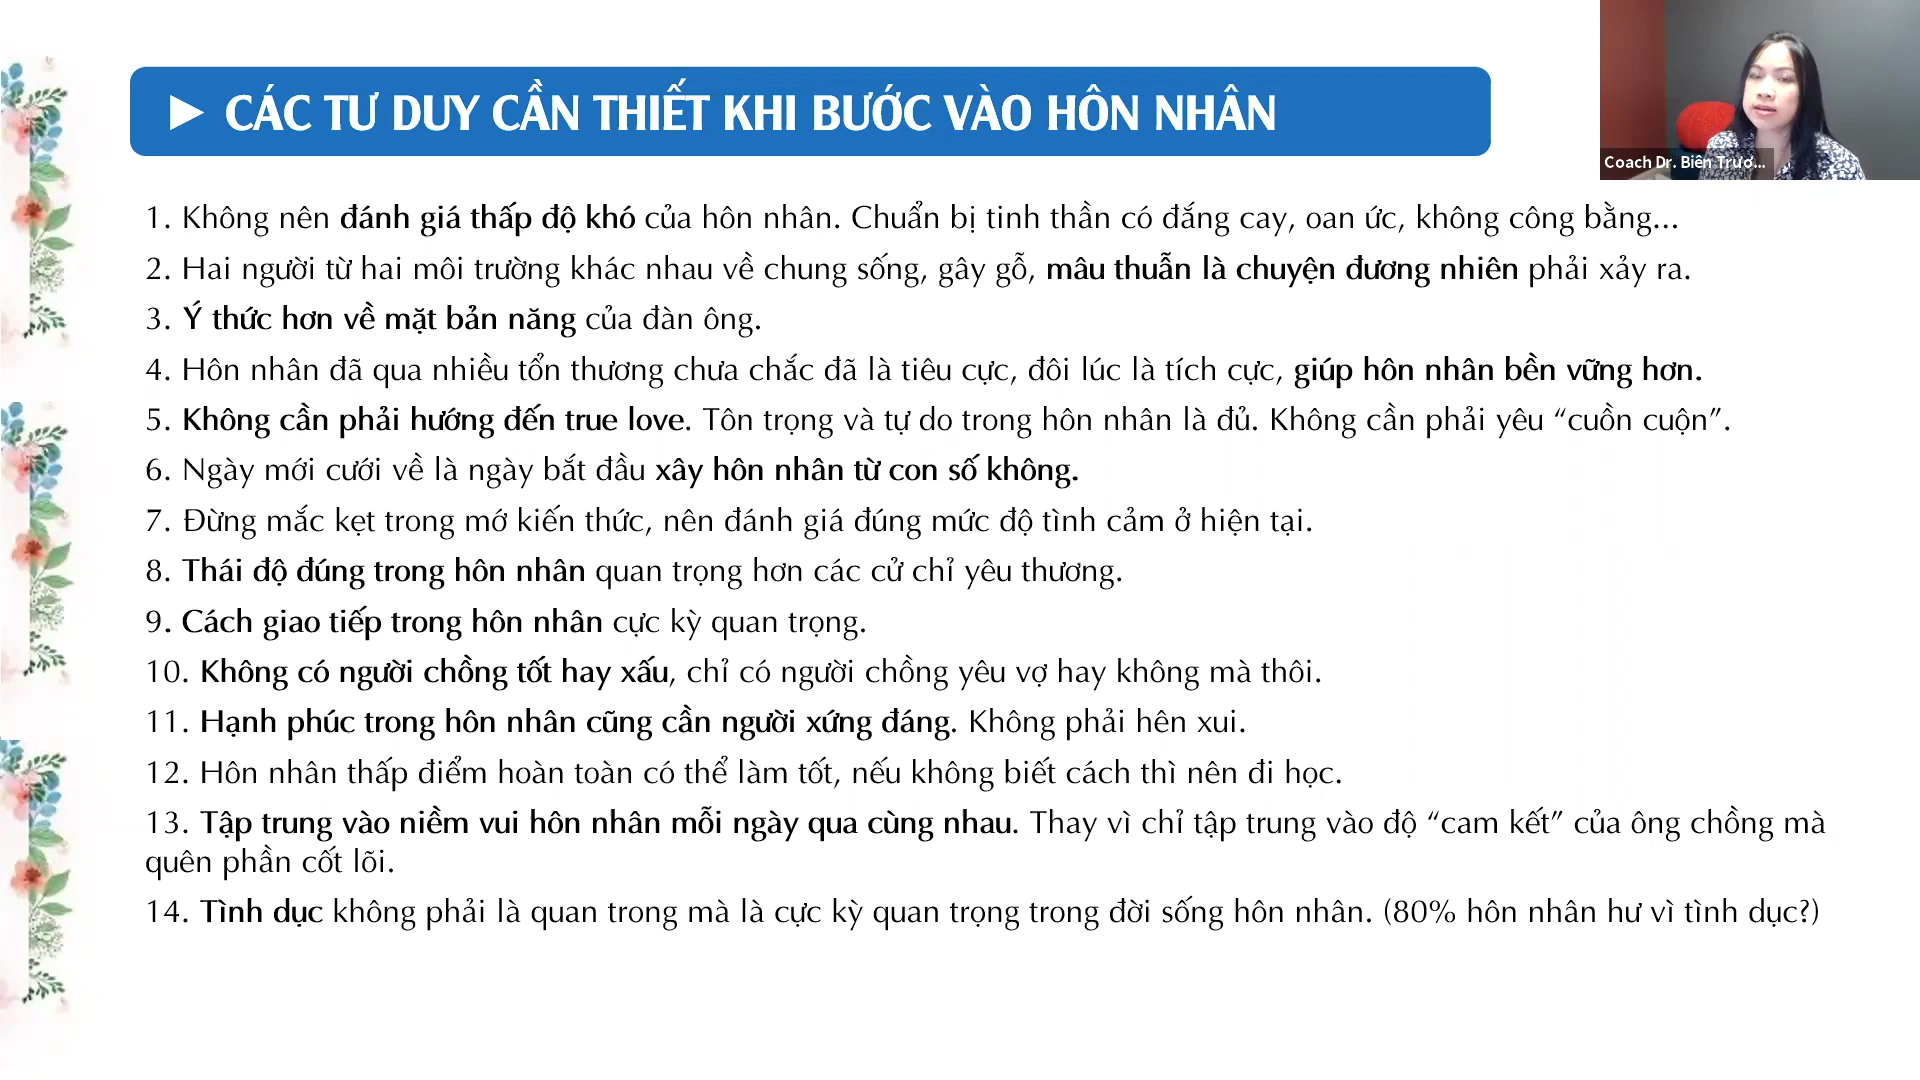 ► CÁC TƯ DUY CẦN THIẾT KHI BƯỚC VÀO HÔN NHÂN
Coach Dr. Biên Trươ...
1. Không nên đánh giá thấp độ khó của hôn nhân. Chuẩn bị tinh thần có đắng cay, oan ức, không công bằng...
2. Hai người từ hai môi trường khác nhau về chung sống, gây gỗ, mâu thuẫn là chuyện đương nhiên phải xảy ra.
3. Ý thức hơn về mặt bản năng của đàn ông.
4. Hôn nhân đã qua nhiều tổn thương chưa chắc đã là tiêu cực, đôi lúc là tích cực, giúp hôn nhân bền vững hơn.
5. Không cần phải hướng đến true love. Tôn trọng và tự do trong hôn nhân là đủ. Không cần phải yêu “cuồn cuộn”.
6. Ngày mới cưới về là ngày bắt đầu xây hôn nhân từ con số không.
7. Đừng mắc kẹt trong mớ kiến thức, nên đánh giá đúng mức độ tình cảm ở hiện tại.
8. Thái độ đúng trong hôn nhân quan trọng hơn các cử chỉ yêu thương.
9. Cách giao tiếp trong hôn nhân cực kỳ quan trọng.
10. Không có người chồng tốt hay xấu, chỉ có người chồng yêu vợ hay không mà thôi.
11. Hạnh phúc trong hôn nhân cũng cần người xứng đáng. Không phải hên xui.
12. Hôn nhân thấp điểm hoàn toàn có thể làm tốt, nếu không biết cách thì nên đi học.
13. Tập trung vào niềm vui hôn nhân mỗi ngày qua cùng nhau. Thay vì chỉ tập trung vào độ “cam kết” của ông chồng mà
quên phần cốt lõi.
14. Tình dục không phải là quan trong mà là cực kỳ quan trọng trong đời sống hôn nhân. (80% hôn nhân hư vì tình dục?)